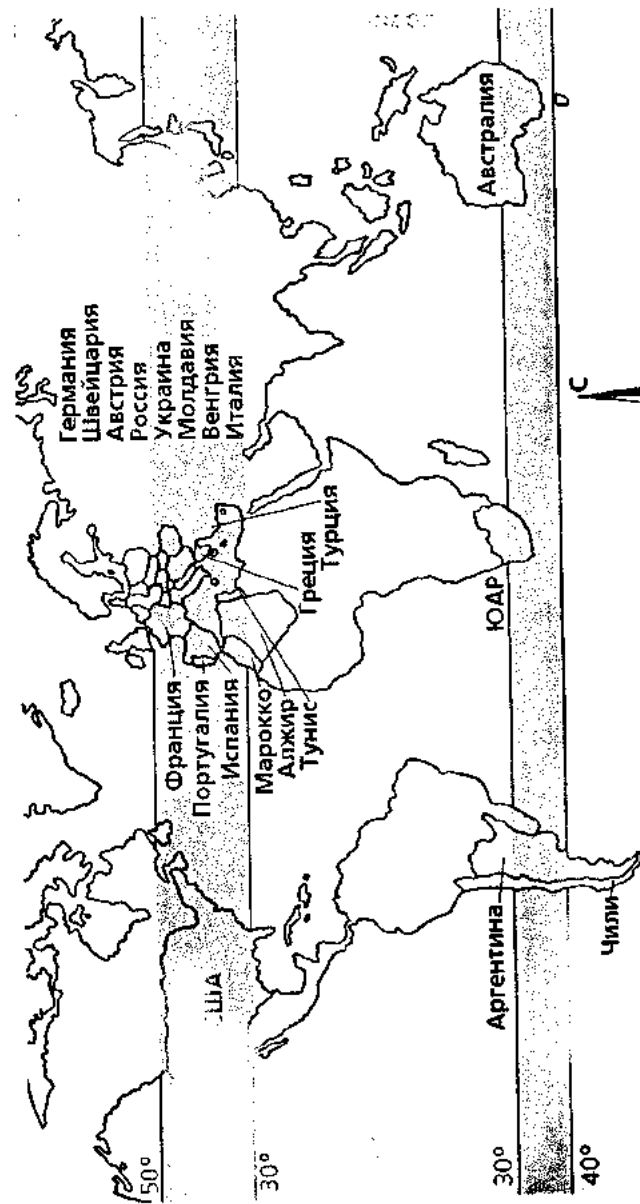 Германия
Швейцария
Австрия
Россия
Украина
Молдавия
Венгрия
Италия
50°
США
Франция
Португалия
Испания
30°
Марокко
Алжир
Тунис
Греция
Турция
Аргентина
30°
ЮАР
Австралия
40°
Чили
С